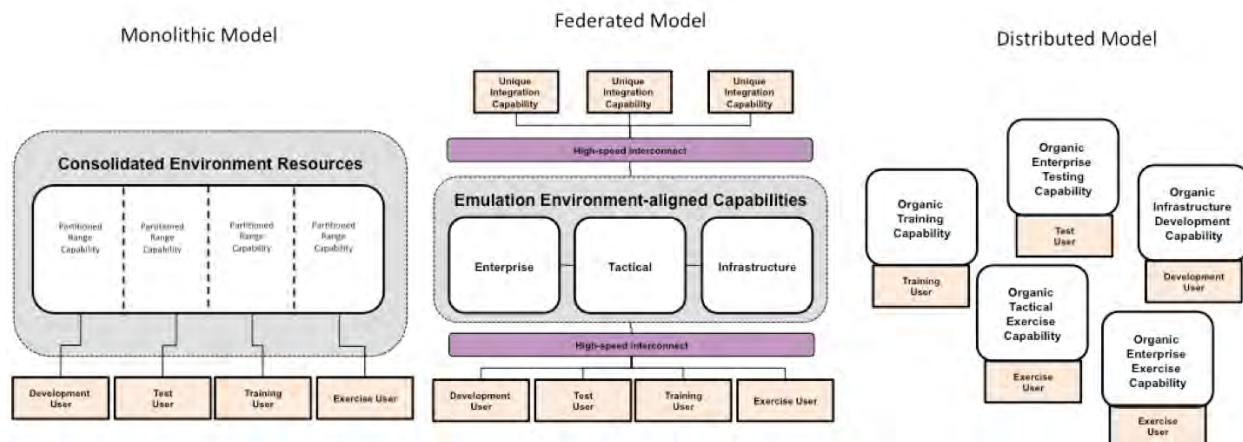 Monolithic Model
Consolidated Environment Resources
Partitioned
Range
Capability
Partitioned
Range
Capability
Partitioned
Range
Capability
Partitioned
Range
Capability
Development
User
Test
User
Training
User
Exercise User
Federated Model
Unique
Integration
Capability
Unique
Integration
Capability
Unique
Integration
Capability
High-speed Interconnect
Emulation Environment-aligned Capabilities
Enterprise
Tactical
Infrastructure
High-speed Interconnect
Development
User
Test
User
Training
User
Exercise User
Distributed Model
Organic
Training
Capability
Training
User
Organic
Enterprise
Testing
Capability
Test
User
Organic
Infrastructure
Development
Capability
Development
User
Organic
Tactical
Exercise
Capability
Exercise
User
Organic
Enterprise
Exercise
Capability
Exercise
User